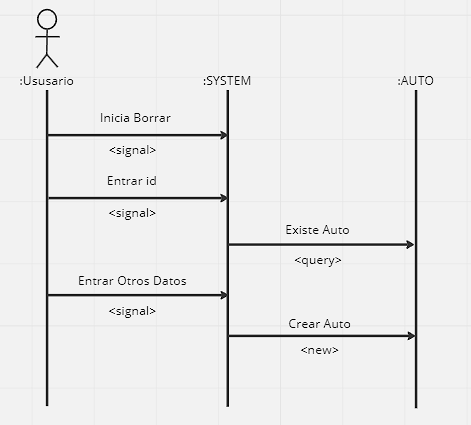 :Ususario
:SYSTEM
:AUTO
Inicia Borrar
<signal>
Entrar id
<signal>
Existe Auto
<query>
Entrar Otros Datos
<signal>
Crear Auto
<new>